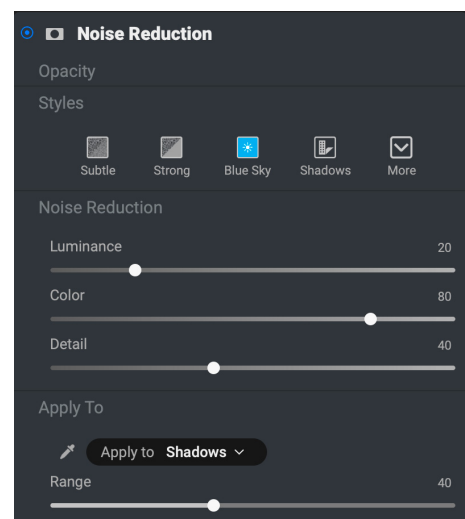 Noise Reduction
Opacity
Styles
Subtle Strong Blue Sky Shadows More
Noise Reduction
Luminance 20
Color 80
Detail 40
Apply To
Apply to Shadows
Range 40